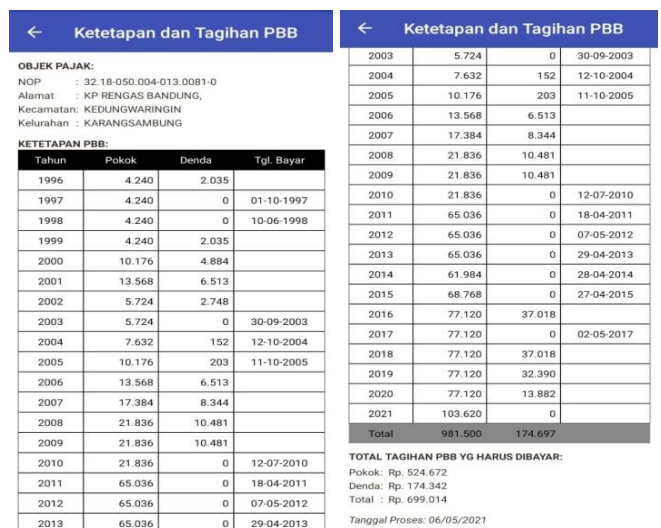 ← Ketetapan dan Tagihan PBB
OBJEK PAJAK:
NOP : 32.18-050.004-013.0081-0
Alamat : KP RENGAS BANDUNG,
Kecamatan: KEDUNGWARINGIN
Kelurahan : KARANGSAMBUNG
KETETAPAN PBB:
Tahun Pokok Denda Tgl. Bayar
1996 4.240 2.035
1997 4.240 0 01-10-1997
1998 4.240 0 10-06-1998
1999 4.240 2.035
2000 10.176 4.884
2001 13.568 6.513
2002 5.724 2.748
2003 5.724 0 30-09-2003
2004 7.632 152 12-10-2004
2005 10.176 203 11-10-2005
2006 13.568 6.513
2007 17.384 8.344
2008 21.836 10.481
2009 21.836 10.481
2010 21.836 0 12-07-2010
2011 65.036 0 18-04-2011
2012 65.036 0 07-05-2012
2013 65.036 0 29-04-2013
← Ketetapan dan Tagihan PBB
2003 5.724 0 30-09-2003
2004 7.632 152 12-10-2004
2005 10.176 203 11-10-2005
2006 13.568 6.513
2007 17.384 8.344
2008 21.836 10.481
2009 21.836 10.481
2010 21.836 0 12-07-2010
2011 65.036 0 18-04-2011
2012 65.036 0 07-05-2012
2013 65.036 0 29-04-2013
2014 61.984 0 28-04-2014
2015 68.768 0 27-04-2015
2016 77.120 37.018
2017 77.120 0 02-05-2017
2018 77.120 37.018
2019 77.120 32.390
2020 77.120 13.882
2021 103.620 0
Total 981.500 174.697
TOTAL TAGIHAN PBB YG HARUS DIBAYAR:
Pokok: Rp. 524.672
Denda: Rp. 174.342
Total : Rp. 699.014
Tanggal Proses: 06/05/2021